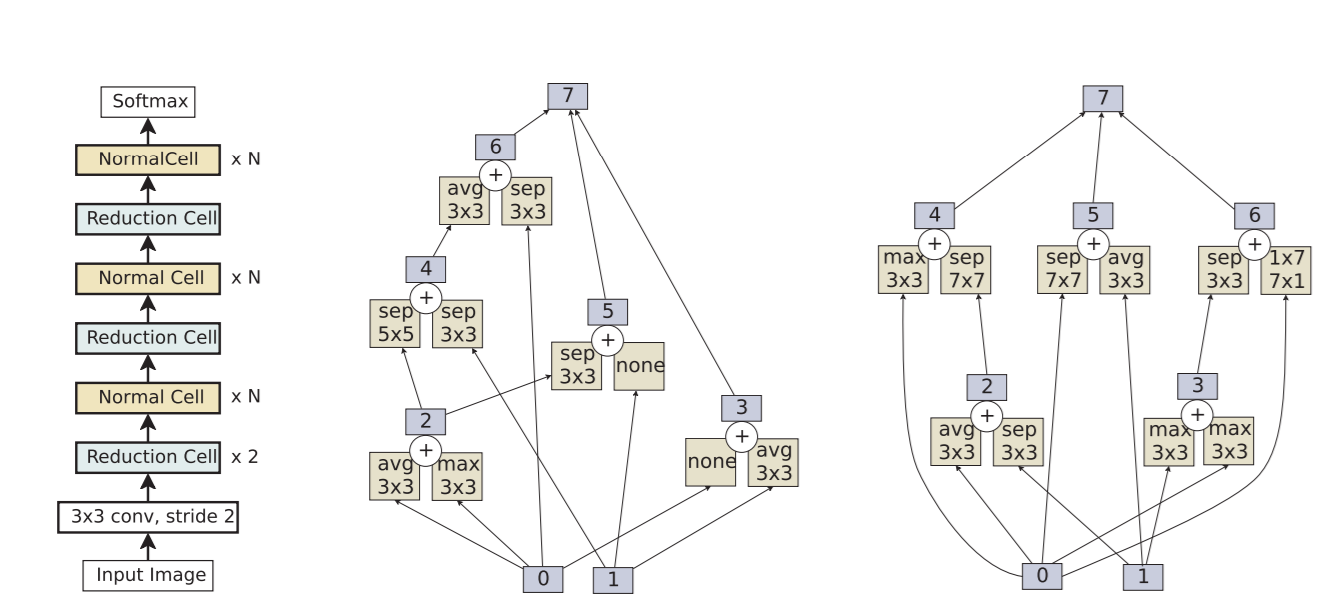 Softmax
NormalCell x N
Reduction Cell
Normal Cell x N
Reduction Cell
Normal Cell x N
Reduction Cell x 2
3x3 conv, stride 2
Input Image
7
6
+
avg sep
3x3 3x3
4
+
sep sep
5x5 3x3
5
+
sep none
3x3
2
+
avg max
3x3 3x3
3
+
none avg
3x3
0 1
7
4 5 6
+ + +
max sep sep avg sep 1x7
3x3 7x7 7x7 3x3 3x3 7x1
2 3
+ +
avg sep max max
3x3 3x3 3x3 3x3
0 1